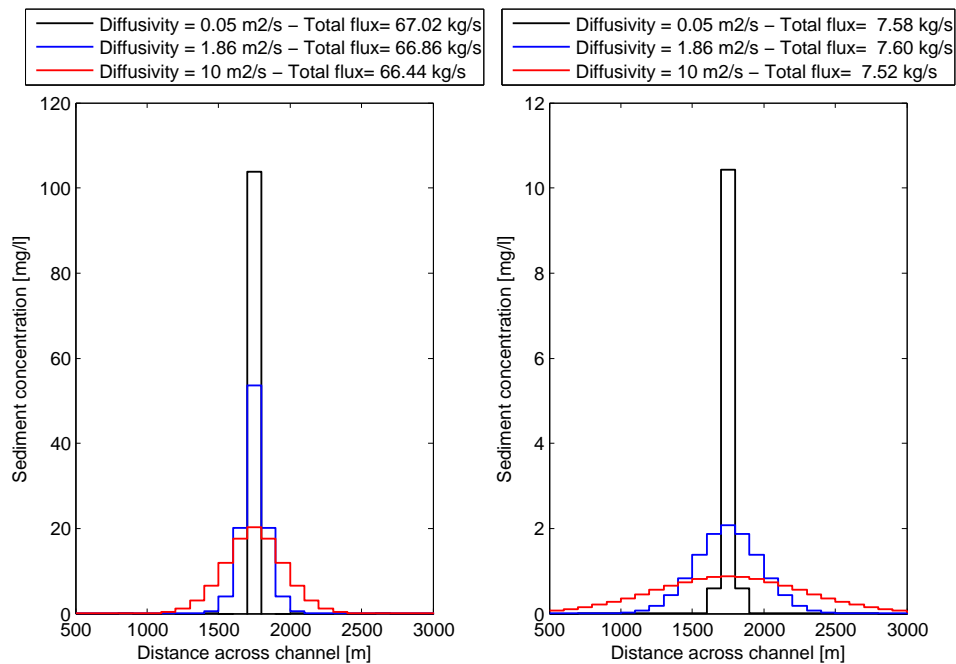 Diffusivity = 0.05 m2/s − Total flux= 67.02 kg/s
Diffusivity = 1.86 m2/s − Total flux= 66.86 kg/s
Diffusivity = 10 m2/s − Total flux= 66.44 kg/s
120
100
80
60
40
20
0
500
1000
1500
2000
2500
3000
Sediment concentration [mg/l]
Distance across channel [m]
Diffusivity = 0.05 m2/s − Total flux= 7.58 kg/s
Diffusivity = 1.86 m2/s − Total flux= 7.60 kg/s
Diffusivity = 10 m2/s − Total flux= 7.52 kg/s
12
10
8
6
4
2
0
500
1000
1500
2000
2500
3000
Sediment concentration [mg/l]
Distance across channel [m]